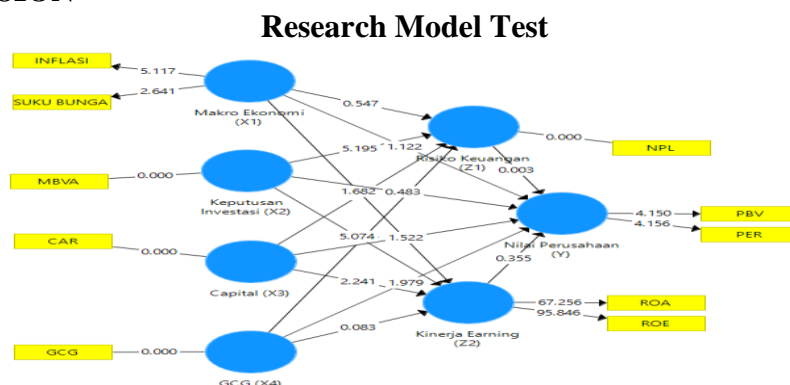 Research Model Test
INFLASI
5.117
2.641
SUKU BUNGA
Makro Ekonomi
(X1)
0.547
5.195
1.122
Risiko Keuangan
(Z1)
0.000
NPL
0.003
MBVA
0.000
Keputusan
Investasi (X2)
1.682
0.483
4.150
PBV
4.156
PER
Nilai Perusahaan
(Y)
CAR
0.000
Capital (X3)
5.074
1.522
0.355
2.241
1.979
67.256
ROA
95.846
ROE
Kinerja Earning
(Z2)
0.083
GCG
0.000
GCG (X4)